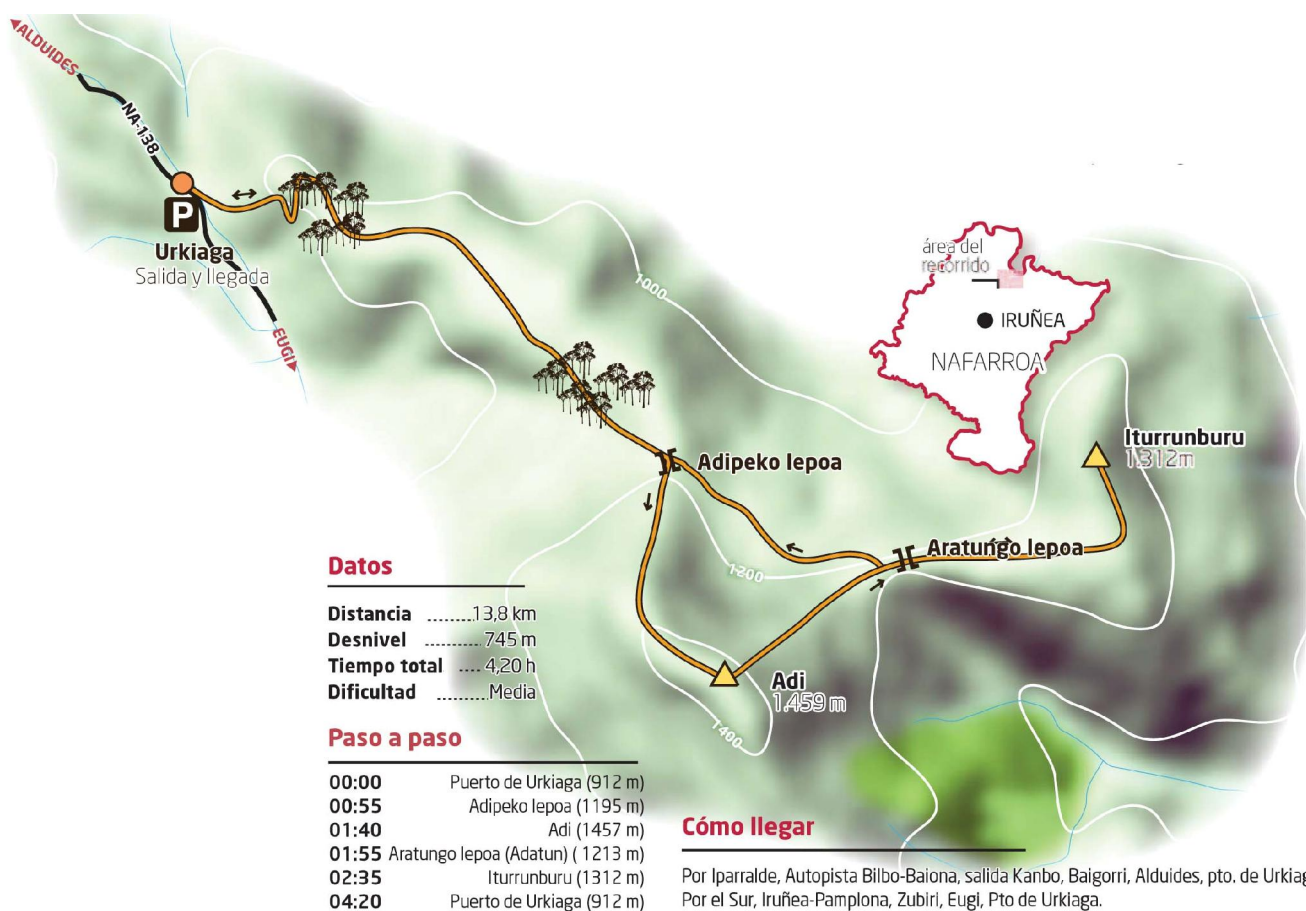 ALDUIDES
NA-138
P
Urkiaga
Salida y llegada
EUGI
1000
área del
recorrido
IRUÑEA
NAFARROA
Iturrunburu
1.312m
Adipeko lepoa
Aratungo lepoa
1200
Adi
1.459 m
1400
Datos
Distancia ........13,8 km
Desnivel ........745 m
Tiempo total ....4,20 h
Dificultad ........Media
Paso a paso
00:00 Puerto de Urkiaga (912 m)
00:55 Adipeko lepoa (1195 m)
01:40 Adi (1457 m)
01:55 Aratungo lepoa (Adatun) ( 1213 m)
02:35 Iturrunburu (1312 m)
04:20 Puerto de Urkiaga (912 m)
Cómo llegar
Por Iparralde, Autopista Bilbo-Baiona, salida Kanbo, Baigorri, Alduides, pto. de Urkiag
Por el Sur, Iruñea-Pamplona, Zubiri, Eugi, Pto de Urkiaga.